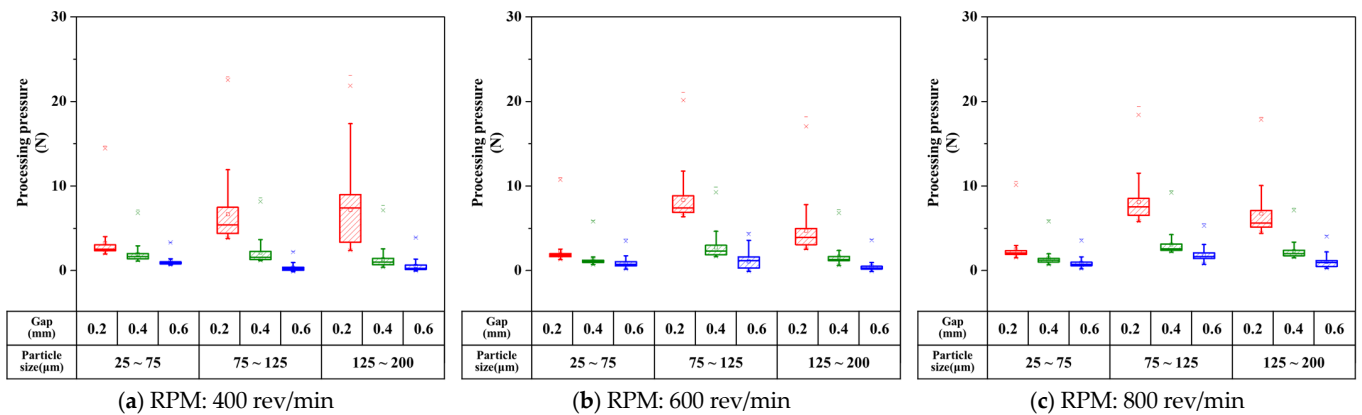 30
20
10
0
Processing pressure
(N)
Gap
(mm)
0.2 0.4 0.6 0.2 0.4 0.6 0.2 0.4 0.6
Particle
size(μm)
25 ~ 75 75 ~ 125 125 ~ 200
(a) RPM: 400 rev/min
30
20
10
0
Processing pressure
(N)
Gap
(mm)
0.2 0.4 0.6 0.2 0.4 0.6 0.2 0.4 0.6
Particle
size(μm)
25 ~ 75 75 ~ 125 125 ~ 200
(b) RPM: 600 rev/min
30
20
10
0
Processing pressure
(N)
Gap
(mm)
0.2 0.4 0.6 0.2 0.4 0.6 0.2 0.4 0.6
Particle
size(μm)
25 ~ 75 75 ~ 125 125 ~ 200
(c) RPM: 800 rev/min